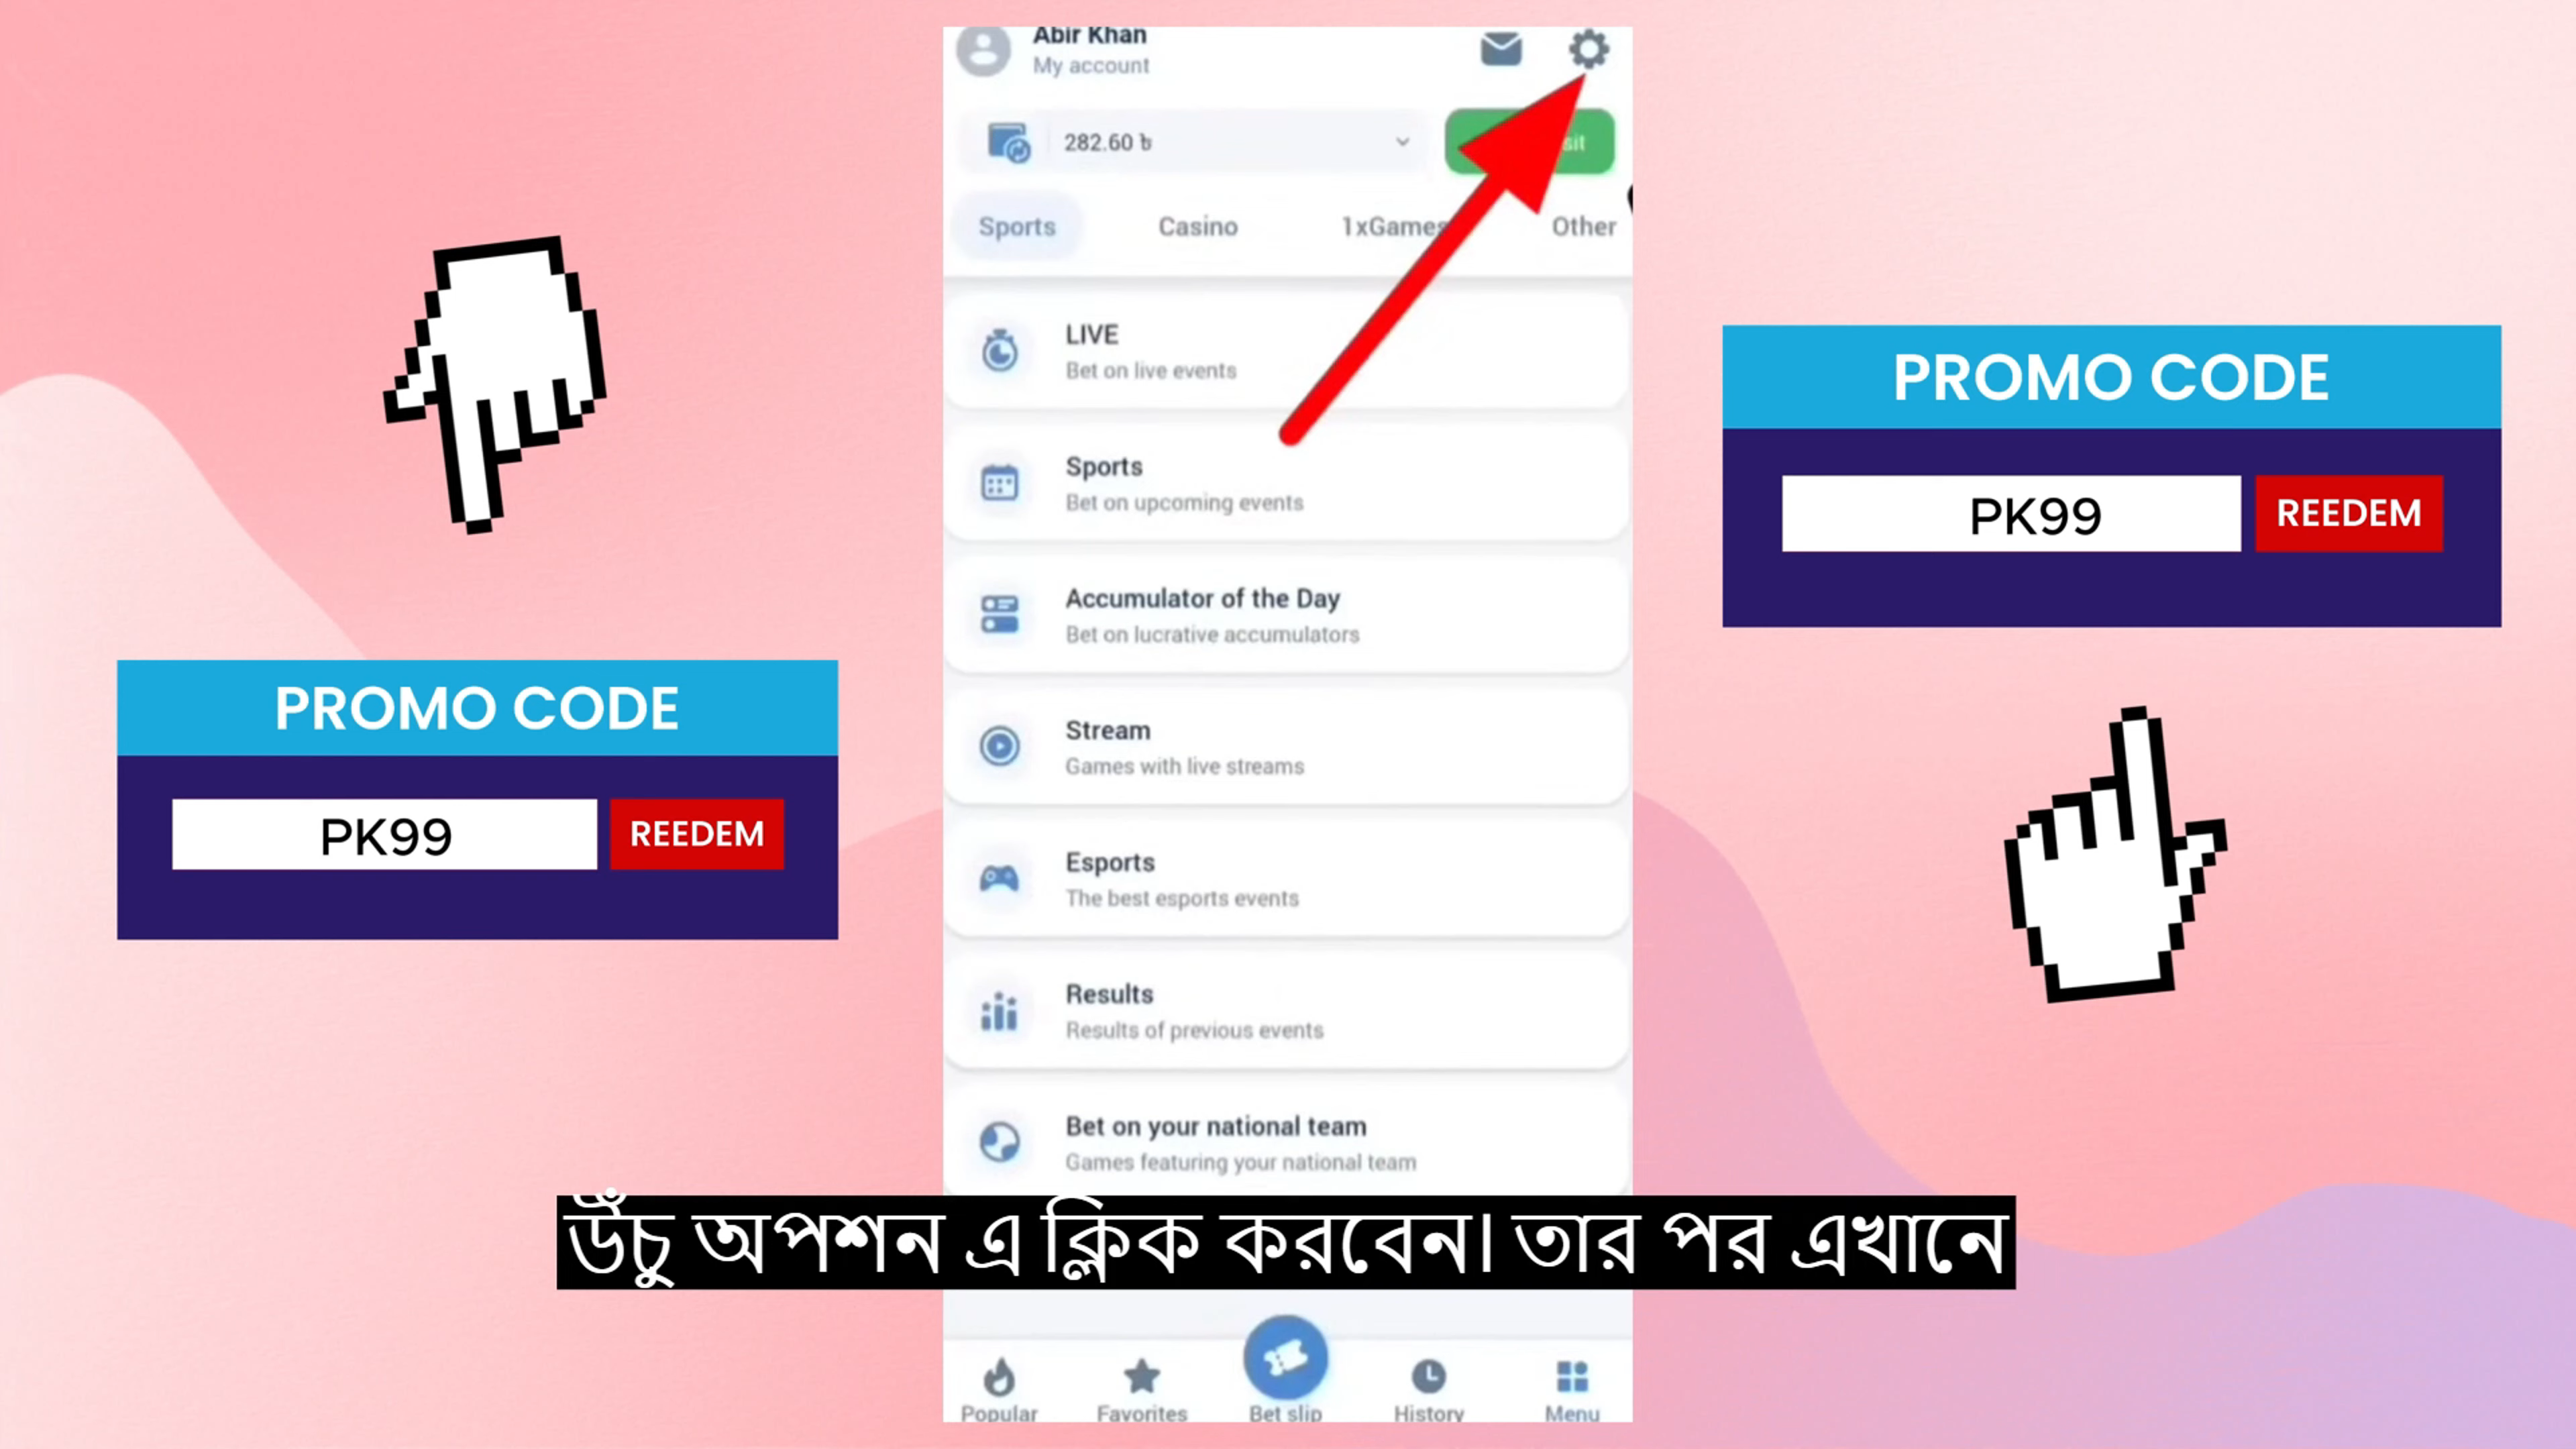 Abir Khan
My account
282.60 ৳
sit
Sports
Casino
1xGames
Other
LIVE
Bet on live events
Sports
Bet on upcoming events
Accumulator of the Day
Bet on lucrative accumulators
Stream
Games with live streams
Esports
The best esports events
Results
Results of previous events
Bet on your national team
Games featuring your national team
PROMO CODE
PK99
REEDEM
PROMO CODE
PK99
REEDEM
উঁচু অপশন এ ক্লিক করবেন। তার পর এখানে
Popular
Favorites
Bet slip
History
Menu